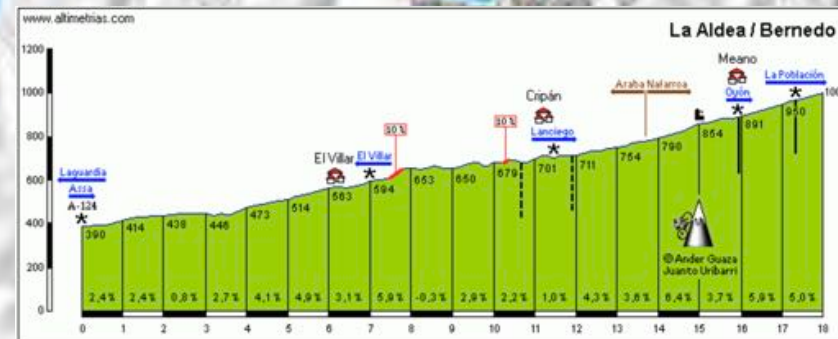 www.altimetrias.com
La Aldea / Bernedo
1200
1000
800
600
400
200
0
Laguardia
Assa
A-124
El Villar
El Villar
10%
10%
Cripán
Lanciego
Araba Nafarroa
Meano
Oyón
La Población
390
414
438
446
473
514
563
594
653
650
679
701
711
754
790
854
891
950
100
© Ander Guaza
Juanto Uribarri
2,4% 2,4% 0,8% 2,7% 4,1% 4,9% 3,1% 5,9% -0,3% 2,9% 2,2% 1,0% 4,3% 3,6% 6,4% 3,7% 5,9% 5,0%
0 1 2 3 4 5 6 7 8 9 10 11 12 13 14 15 16 17 18